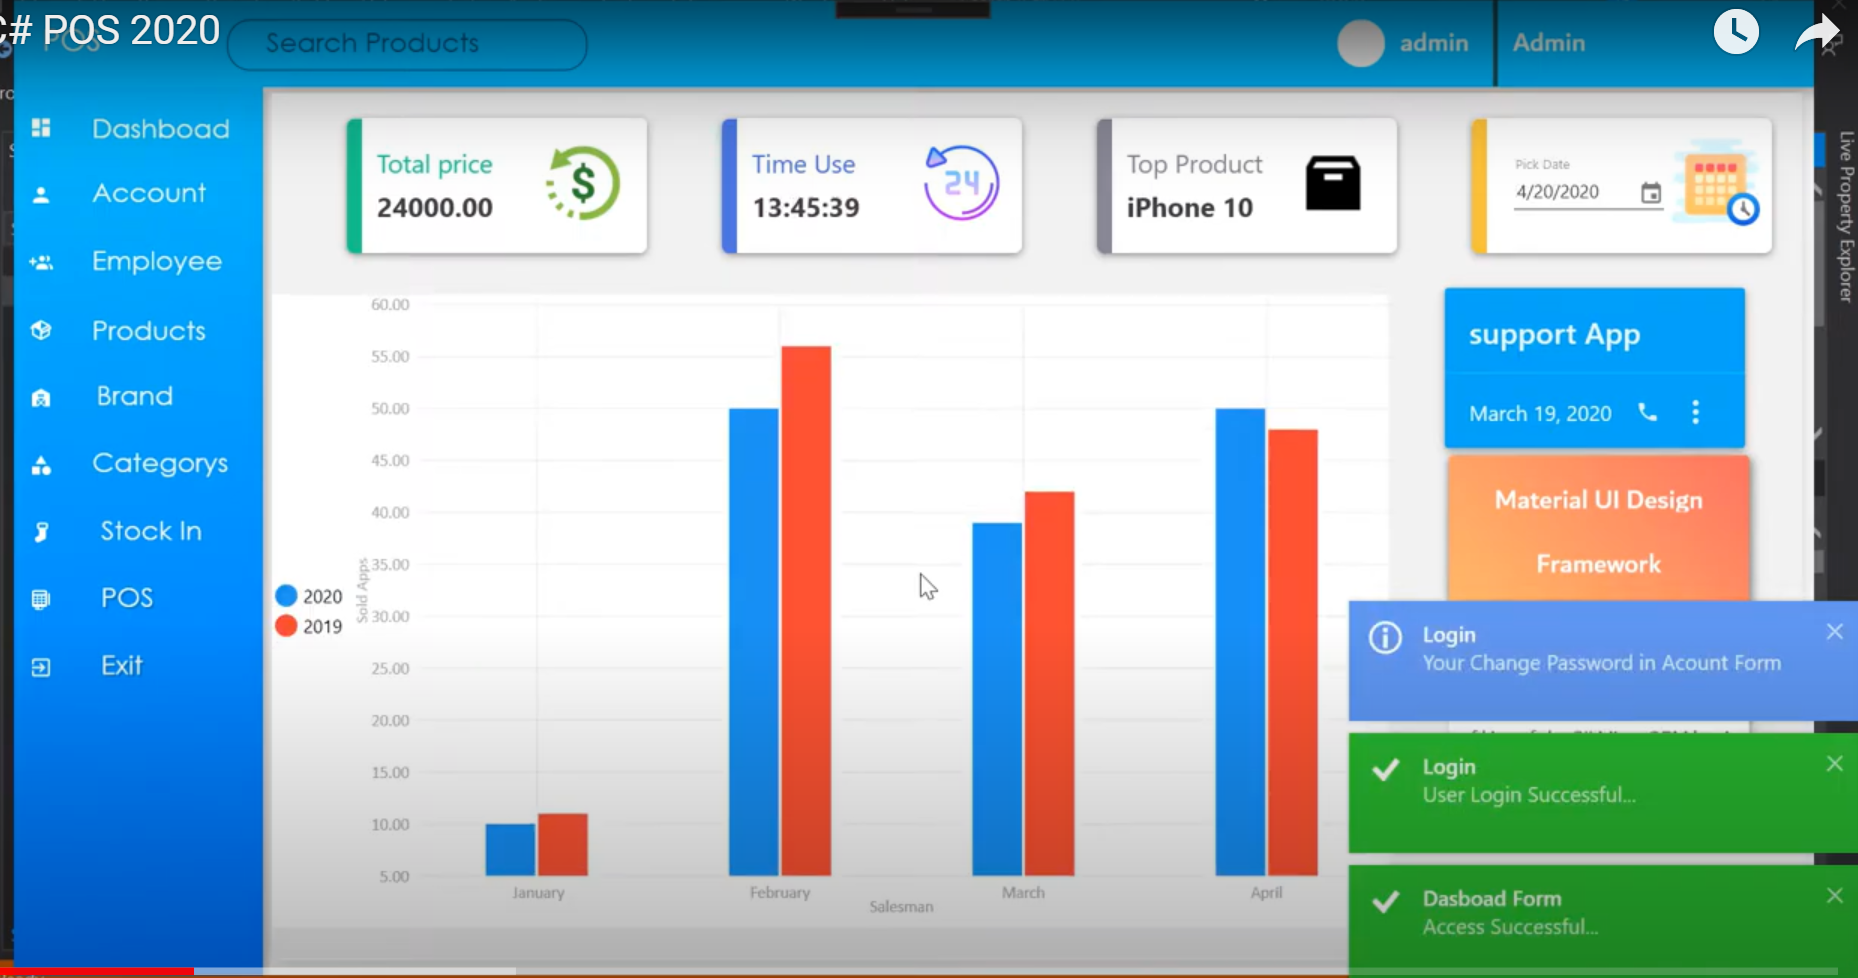 C# POS 2020
POS
Search Products
admin
Admin
Dashboad
Account
Employee
Products
Brand
Categorys
Stock In
POS
Exit
Total price
24000.00
Time Use
13:45:39
24
Top Product
iPhone 10
Pick Date
4/20/2020
Live Property Explorer
60.00
55.00
50.00
45.00
40.00
35.00
30.00
25.00
20.00
15.00
10.00
5.00
Sold Apps
2020
2019
January
February
March
April
Salesman
support App
March 19, 2020
Material UI Design
Framework
Login
Your Change Password in Acount Form
Login
User Login Successful...
Dasboad Form
Access Successful...